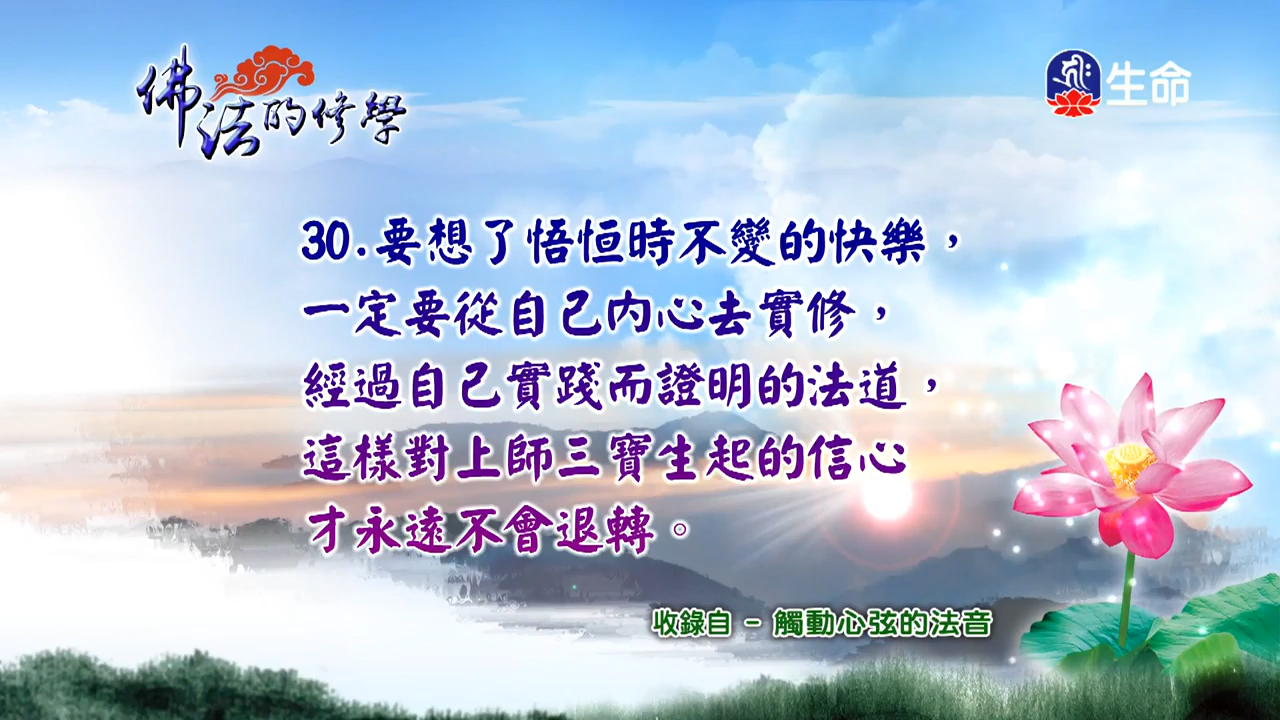 佛法的修學
生命
30.要想了悟恒時不變的快樂，
一定要從自己内心去實修，
經過自己實踐而證明的法道，
這樣對上師三寶生起的信心
才永遠不會退轉。
收錄自 - 觸動心弦的法音